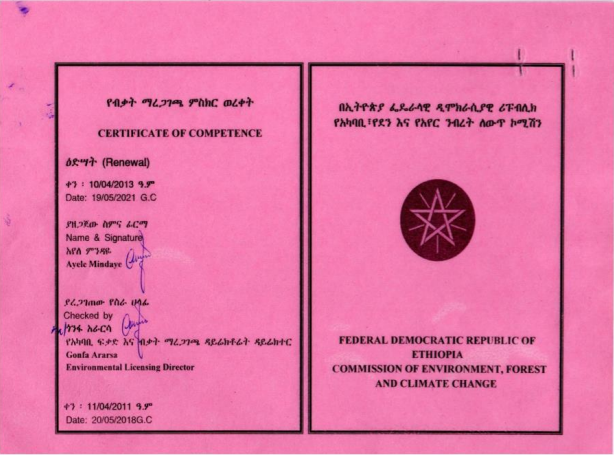 የብቃት ማረጋገጫ ምስክር ወረቀት
CERTIFICATE OF COMPETENCE
ዕድሣት (Renewal)
ቀን ፡ 10/04/2013 ዓ.ም
Date: 19/05/2021 G.C
ያዘጋጀው ስምና ፊርማ
Name & Signature
አየለ ምንዳዬ
Ayele Mindaye
ያረጋገጠው የስራ ሀላፊ
Checked by
ጎንፋ አራርሳ
የአካባቢ ፍቃድ እና ብቃት ማረጋገጫ ዳይሬክቶሬት ዳይሬክተር
Gonfa Ararsa
Environmental Licensing Director
ቀን ፡ 11/04/2011 ዓ.ም
Date: 20/05/2018G.C
በኢትዮጵያ ፌዴራላዊ ዲሞክራሲያዊ ሪፑብሊክ
የአካባቢ፣የደን እና የአየር ንብረት ለውጥ ኮሚሽን
FEDERAL DEMOCRATIC REPUBLIC OF
ETHIOPIA
COMMISSION OF ENVIRONMENT, FOREST
AND CLIMATE CHANGE